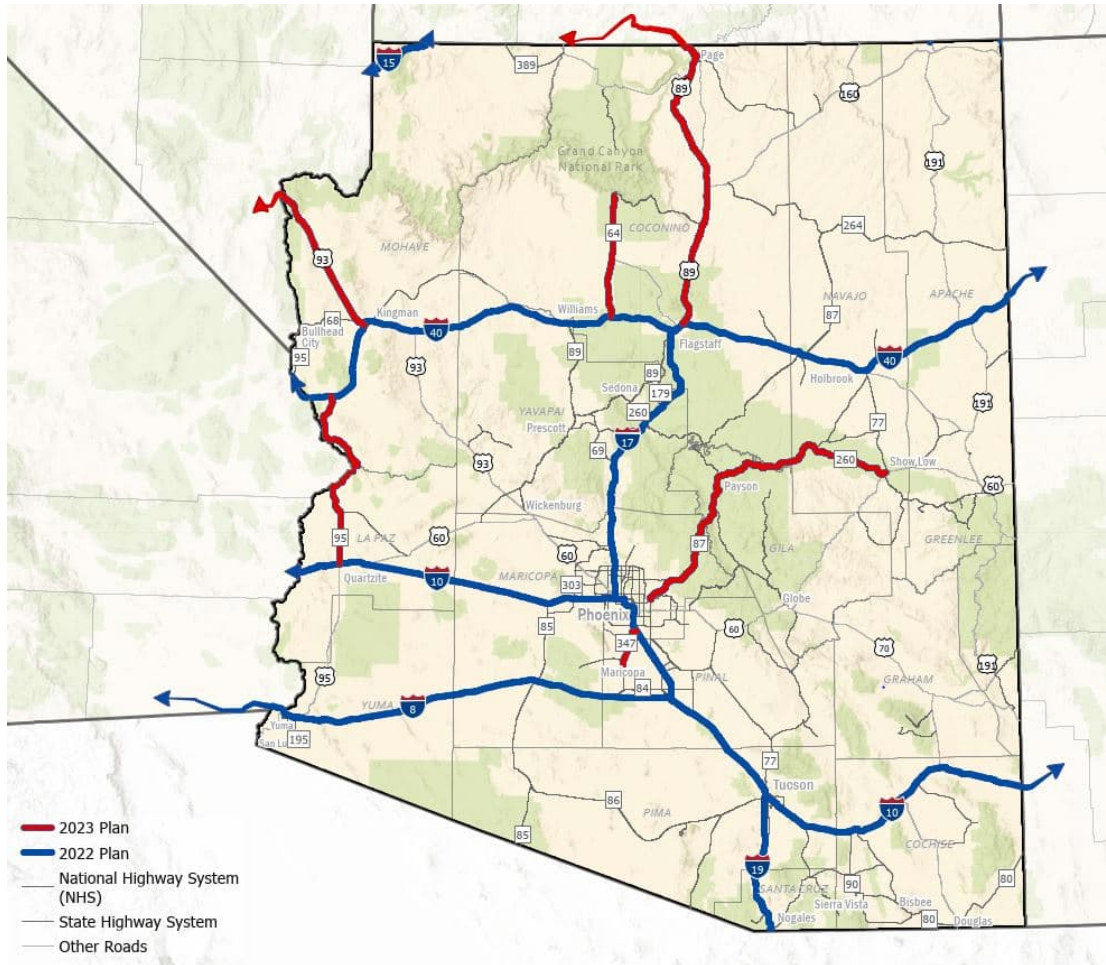 15
389
Page
89
160
191
Grand Canyon
National Park
64
COCONINO
264
93
MOHAVE
89
NAVAJO
APACHE
87
Kingman
Williams
68
Bullhead
City
40
Flagstaff
95
89
93
40
Holbrook
89
Sedona
179
191
260
YAVAPAI
Prescott
17
77
69
93
260
Show Low
60
Payson
Wickenburg
95
LA PAZ
60
87
GILA
GREENLEE
60
Quartzite
10
MARICOPA
303
Globe
Phoenix
85
60
347
70
Maricopa
191
95
84
PINAL
GRAHAM
YUMA
8
Yuma
195
San Lu
77
Tucson
86
10
PIMA
85
COCHISE
19
SANTA CRUZ
90
80
Sierra Vista
Bisbee
Nogales
80
Douglas
2023 Plan
2022 Plan
National Highway System
(NHS)
State Highway System
Other Roads